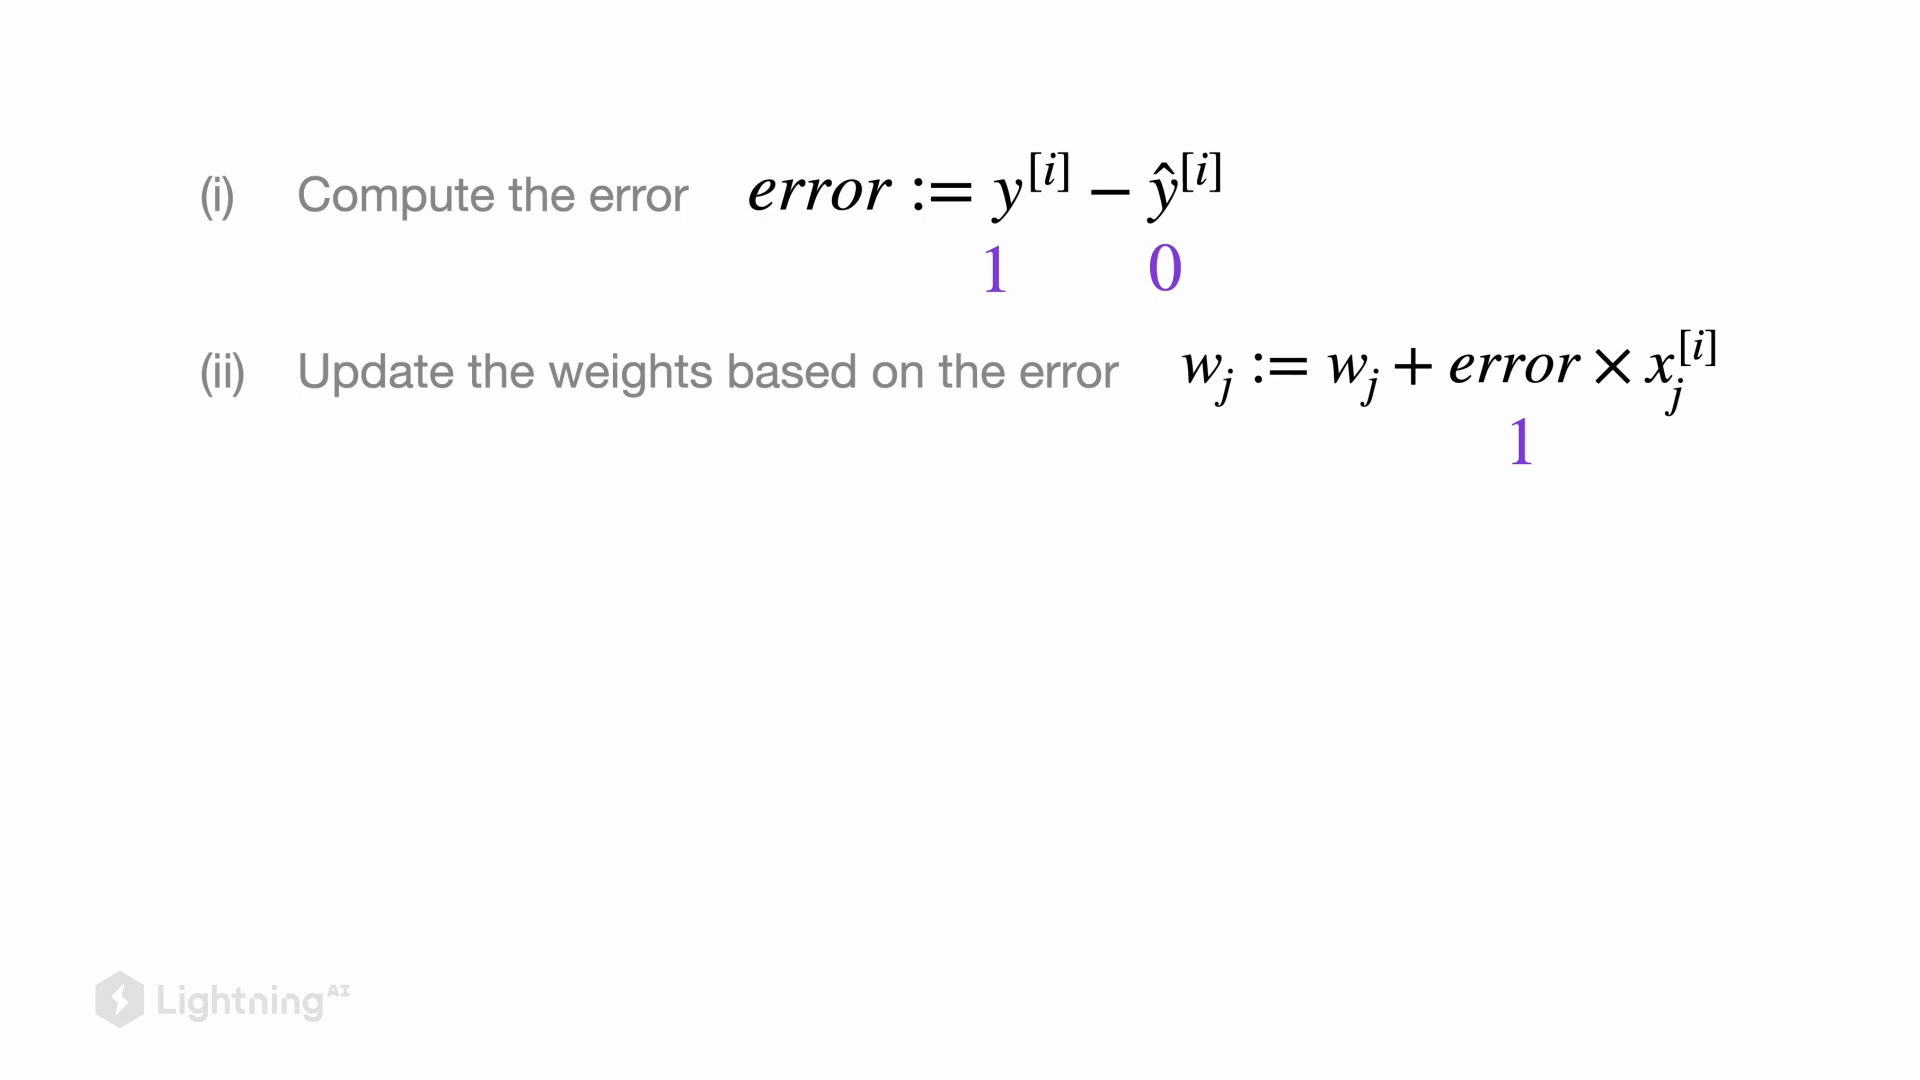 (i) Compute the error error := y^[i] − ŷ^[i]
1 0
(ii) Update the weights based on the error w_j := w_j + error × x_j^[i]
1
Lightning AI